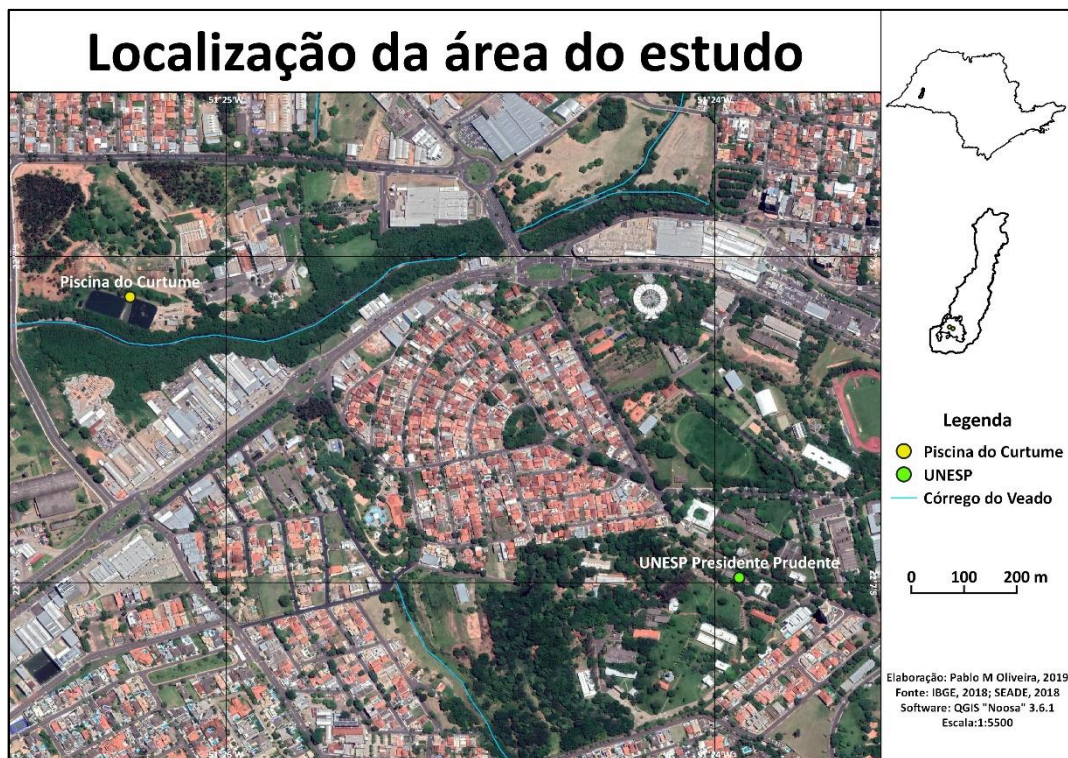 Localização da área do estudo
51°25'W
51°24'W
Piscina do Curtume
UNESP Presidente Prudente
22°7'S
Legenda
Piscina do Curtume
UNESP
Córrego do Veado
0 100 200 m
Elaboração: Pablo M Oliveira, 2019
Fonte: IBGE, 2018; SEADE, 2018
Software: QGIS "Noosa" 3.6.1
Escala:1:5500